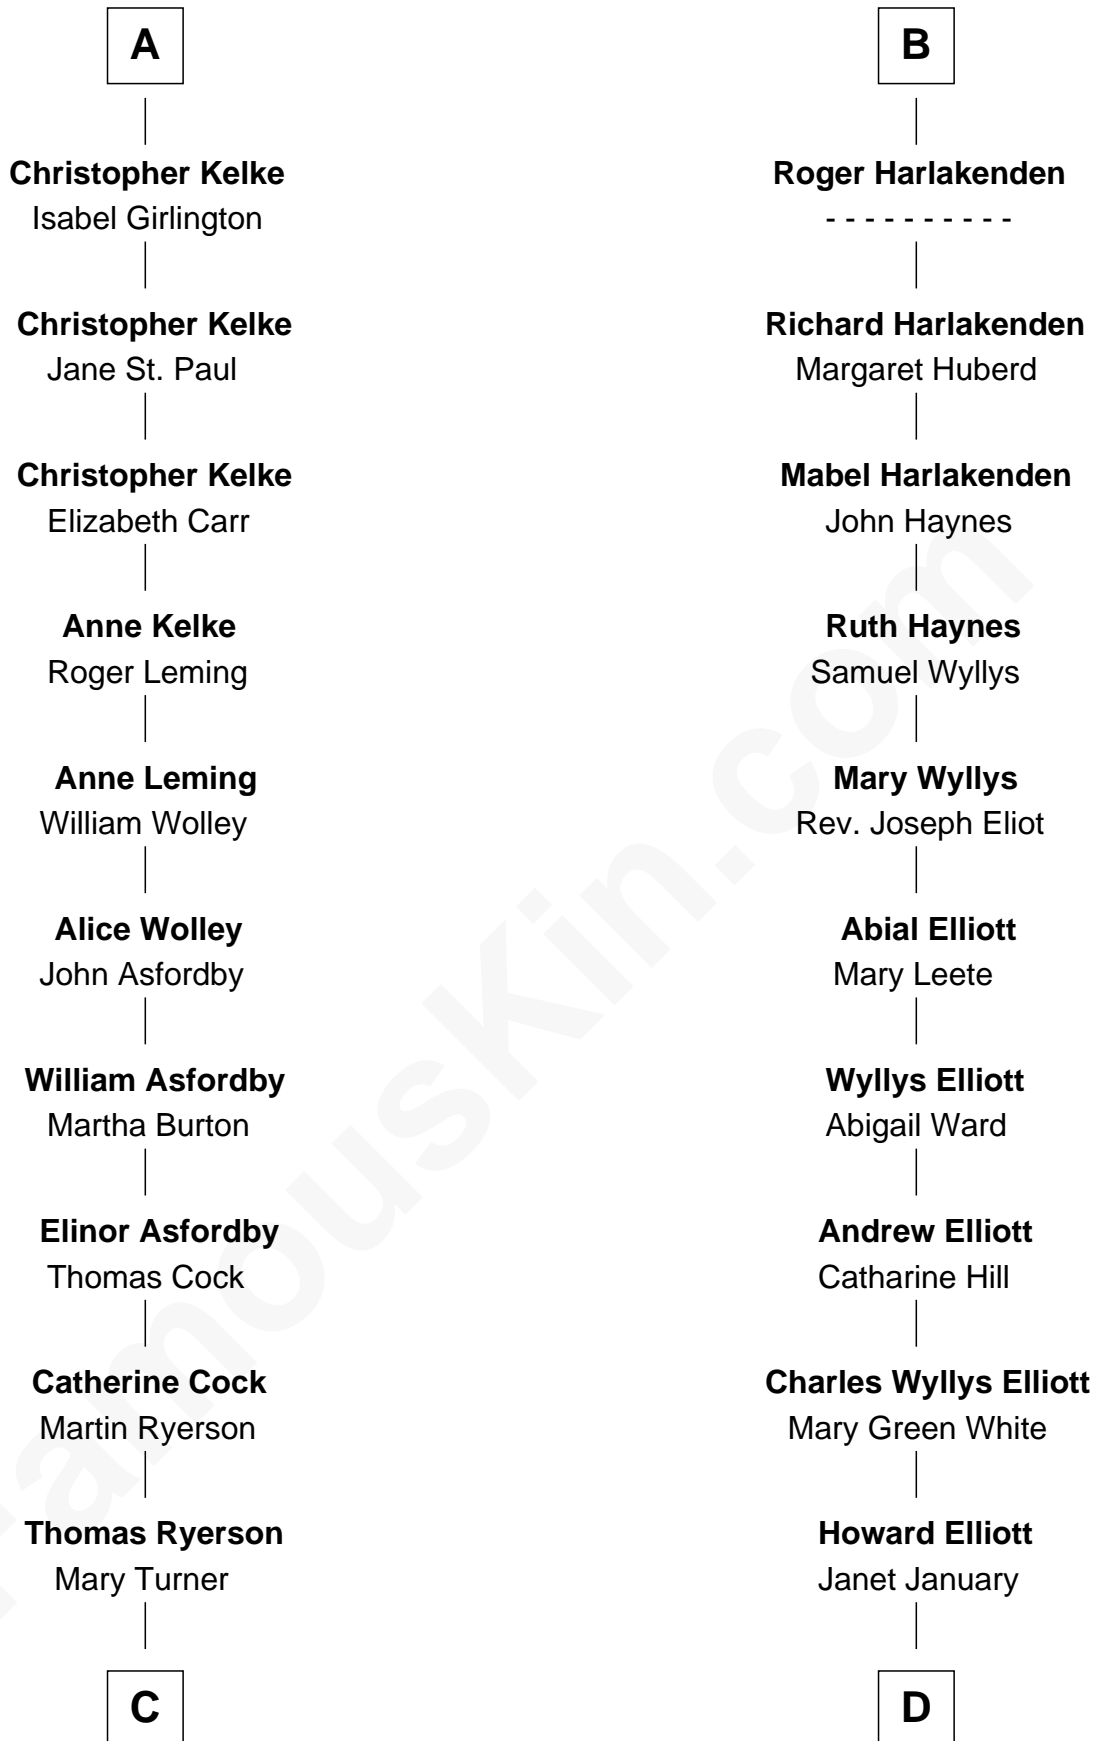 A
Christopher Kelke
Isabel Girlington
Christopher Kelke
Jane St. Paul
Christopher Kelke
Elizabeth Carr
Anne Kelke
Roger Leming
Anne Leming
William Wolley
Alice Wolley
John Asfordby
William Asfordby
Martha Burton
Elinor Asfordby
Thomas Cock
Catherine Cock
Martin Ryerson
Thomas Ryerson
Mary Turner
C
B
Roger Harlakenden
- - - - - - - - - -
Richard Harlakenden
Margaret Huberd
Mabel Harlakenden
John Haynes
Ruth Haynes
Samuel Wyllys
Mary Wyllys
Rev. Joseph Eliot
Abial Elliott
Mary Leete
Wyllys Elliott
Abigail Ward
Andrew Elliott
Catharine Hill
Charles Wyllys Elliott
Mary Green White
Howard Elliott
Janet January
D
FamousKin.com